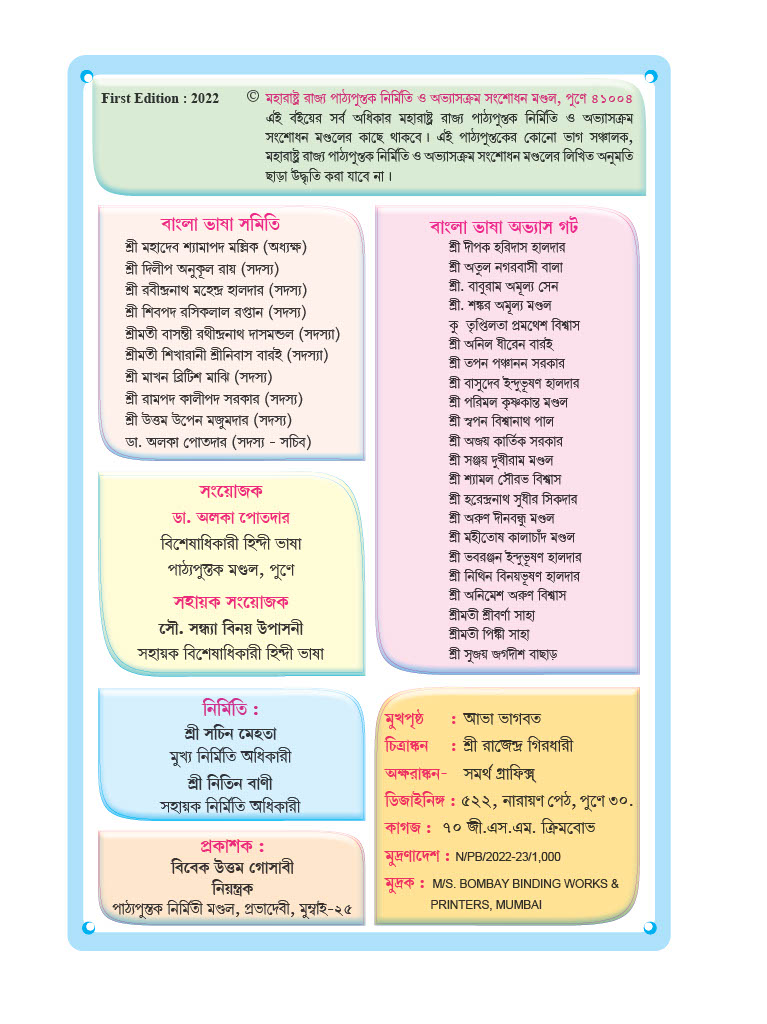 First Edition : 2022
© মহারাষ্ট্র রাজ্য পাঠ্যপুস্তক নির্মিতি ও অভ্যাসক্রম সংশোধন মণ্ডল, পুণে ৪১০০৪
এই বইয়ের সর্ব অধিকার মহারাষ্ট্র রাজ্য পাঠ্যপুস্তক নির্মিতি ও অভ্যাসক্রম
সংশোধন মণ্ডলের কাছে থাকবে। এই পাঠ্যপুস্তকের কোনো ভাগ সঞ্চালক,
মহারাষ্ট্র রাজ্য পাঠ্যপুস্তক নির্মিতি ও অভ্যাসক্রম সংশোধন মণ্ডলের লিখিত অনুমতি
ছাড়া উদ্ধৃতি করা যাবে না।
বাংলা ভাষা সমিতি
শ্রী মহাদেব শ্যামাপদ মল্লিক (অধ্যক্ষ)
শ্রী দিলীপ অনুকূল রায় (সদস্য)
শ্রী রবীন্দ্রনাথ মহেন্দ্র হালদার (সদস্য)
শ্রী শিবপদ রসিকলাল রপ্তান (সদস্য)
শ্রীমতী বাসন্তী রথীন্দ্রনাথ দাসমন্ডল (সদস্যা)
শ্রীমতী শিখারানী শ্রীনিবাস বারই (সদস্যা)
শ্রী মাখন ব্রিটিশ মাঝি (সদস্য)
শ্রী রামপদ কালীপদ সরকার (সদস্য)
শ্রী উত্তম উপেন মজুমদার (সদস্য)
ডা. অলকা পোতদার (সদস্য - সচিব)
সংয়োজক
ডা. অলকা পোতদার
বিশেষাধিকারী হিন্দী ভাষা
পাঠ্যপুস্তক মণ্ডল, পুণে
সহায়ক সংয়োজক
সৌ. সন্ধ্যা বিনয় উপাসনী
সহায়ক বিশেষাধিকারী হিন্দী ভাষা
নির্মিতি :
শ্রী সচিন মেহতা
মুখ্য নির্মিতি অধিকারী
শ্রী নিতিন বাণী
সহায়ক নির্মিতি অধিকারী
প্রকাশক :
বিবেক উত্তম গোসাবী
নিয়ন্ত্রক
পাঠ্যপুস্তক নির্মিতী মণ্ডল, প্রভাদেবী, মুম্বাই-২৫
বাংলা ভাষা অভ্যাস গট
শ্রী দীপক হরিদাস হালদার
শ্রী অতুল নগরবাসী বালা
শ্রী. বাবুরাম অমূল্য সেন
শ্রী. শঙ্কর অমূল্য মণ্ডল
কু তৃপ্তিলতা প্রমথেশ বিশ্বাস
শ্রী অনিল ধীরেন বারই
শ্রী তপন পঞ্চানন সরকার
শ্রী বাসুদেব ইন্দুভূষণ হালদার
শ্রী পরিমল কৃষ্ণকান্ত মণ্ডল
শ্রী স্বপন বিশ্বানাথ পাল
শ্রী অজয় কার্তিক সরকার
শ্রী সঞ্জয় দুখীরাম মণ্ডল
শ্রী শ্যামল সৌরভ বিশ্বাস
শ্রী হরেন্দ্রনাথ সুধীর সিকদার
শ্রী অরুণ দীনবন্ধু মণ্ডল
শ্রী মহীতোষ কালাচাঁদ মণ্ডল
শ্রী ভবরঞ্জন ইন্দুভূষণ হালদার
শ্রী নিথিন বিনয়ভূষণ হালদার
শ্রী অনিমেশ অরুণ বিশ্বাস
শ্রীমতী শ্রীবর্ণা সাহা
শ্রীমতী পিঙ্কী সাহা
শ্রী সুজয় জগদীশ বাছাড়
মুখপৃষ্ঠ : আভা ভাগবত
চিত্রাঙ্কন : শ্রী রাজেন্দ্র গিরধারী
অক্ষরাঙ্কন- সমর্থ গ্রাফিক্স্
ডিজাইনিঙ্গ : ৫২২, নারায়ণ পেঠ, পুণে ৩০.
কাগজ : ৭০ জী.এস.এম. ক্রিমবোভ
মুদ্রণাদেশ : N/PB/2022-23/1,000
মুদ্রক : M/S. BOMBAY BINDING WORKS &
PRINTERS, MUMBAI